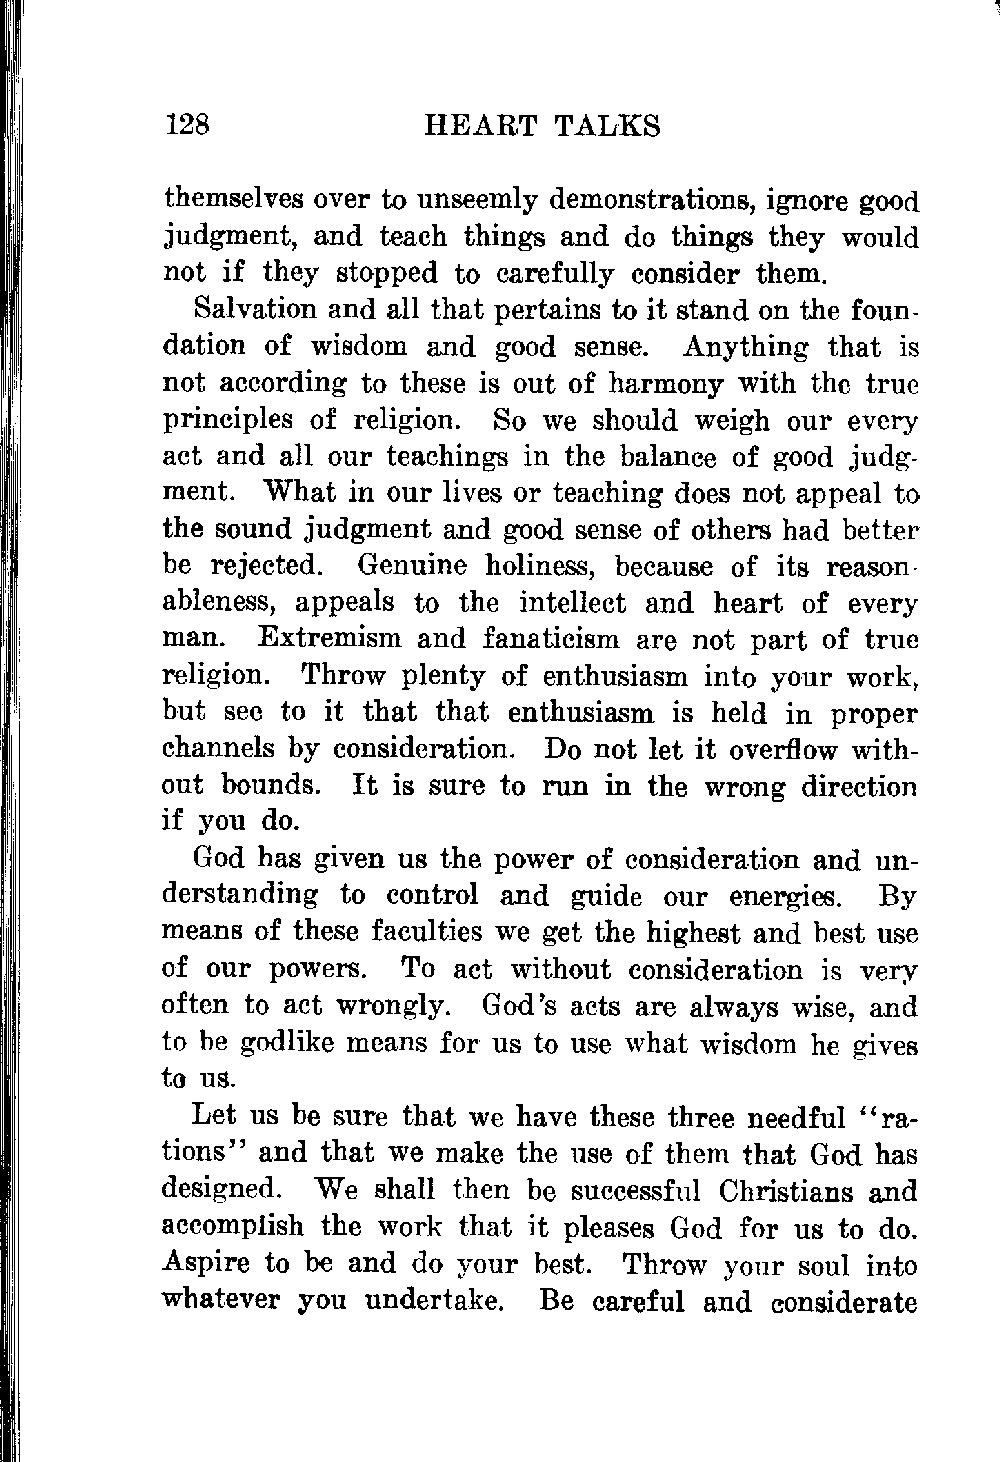 128 HEART TALKS
themselves over to unseemly demonstrations, ignore good
judgment, and teach things and do things they would
not if they stopped to carefully consider them.
Salvation and all that pertains to it stand on the foun-
dation of wisdom and good sense. Anything that is
not according to these is out of harmony with the true
principles of religion. So we should weigh our every
act and all our teachings in the balance of good judg-
ment. What in our lives or teaching does not appeal to
the sound judgment and good sense of others had better
be rejected. Genuine holiness, because of its reason-
ableness, appeals to the intellect and heart of every
man. Extremism and fanaticism are not part of true
religion. Throw plenty of enthusiasm into your work,
but see to it that that enthusiasm is held in proper
channels by consideration. Do not let it overflow with-
out bounds. It is sure to run in the wrong direction
if you do.
God has given us the power of consideration and un-
derstanding to control and guide our energies. By
means of these faculties we get the highest and best use
of our powers. To act without consideration is very
often to act wrongly. God's acts are always wise, and
to be godlike means for us to use what wisdom he gives
to us.
Let us be sure that we have these three needful "ra-
tions" and that we make the use of them that God has
designed. We shall then be successful Christians and
accomplish the work that it pleases God for us to do.
Aspire to be and do your best. Throw your soul into
whatever you undertake. Be careful and considerate